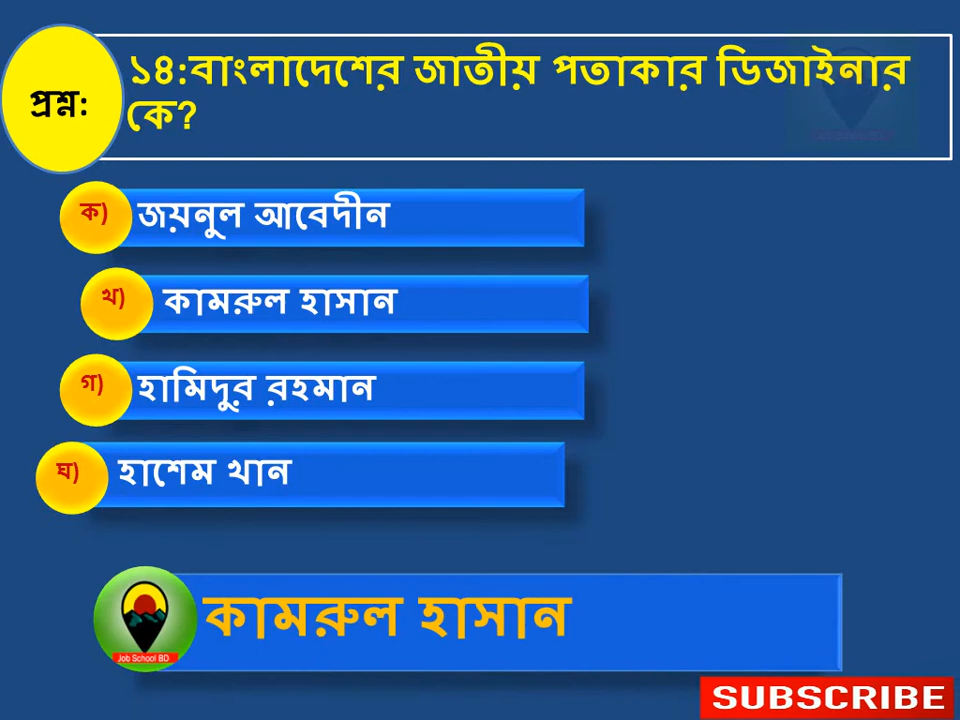 প্রশ্ন:
১৪:বাংলাদেশের জাতীয় পতাকার ডিজাইনার
কে?
ক) জয়নুল আবেদীন
খ) কামরুল হাসান
গ) হামিদুর রহমান
ঘ) হাশেম খান
কামরুল হাসান
Job School BD
SUBSCRIBE